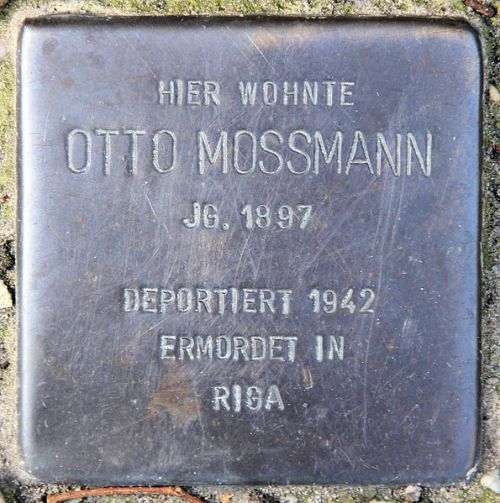 HIER WOHNTE
OTTO MOSSMANN
JG. 1897
DEPORTIERT 1942
ERMORDET IN
RIGA